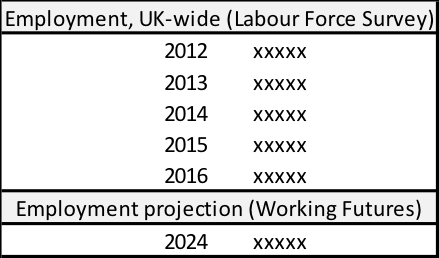 Employment, UK-wide (Labour Force Survey)
2012 xxxxx
2013 xxxxx
2014 xxxxx
2015 xxxxx
2016 xxxxx
Employment projection (Working Futures)
2024 xxxxx